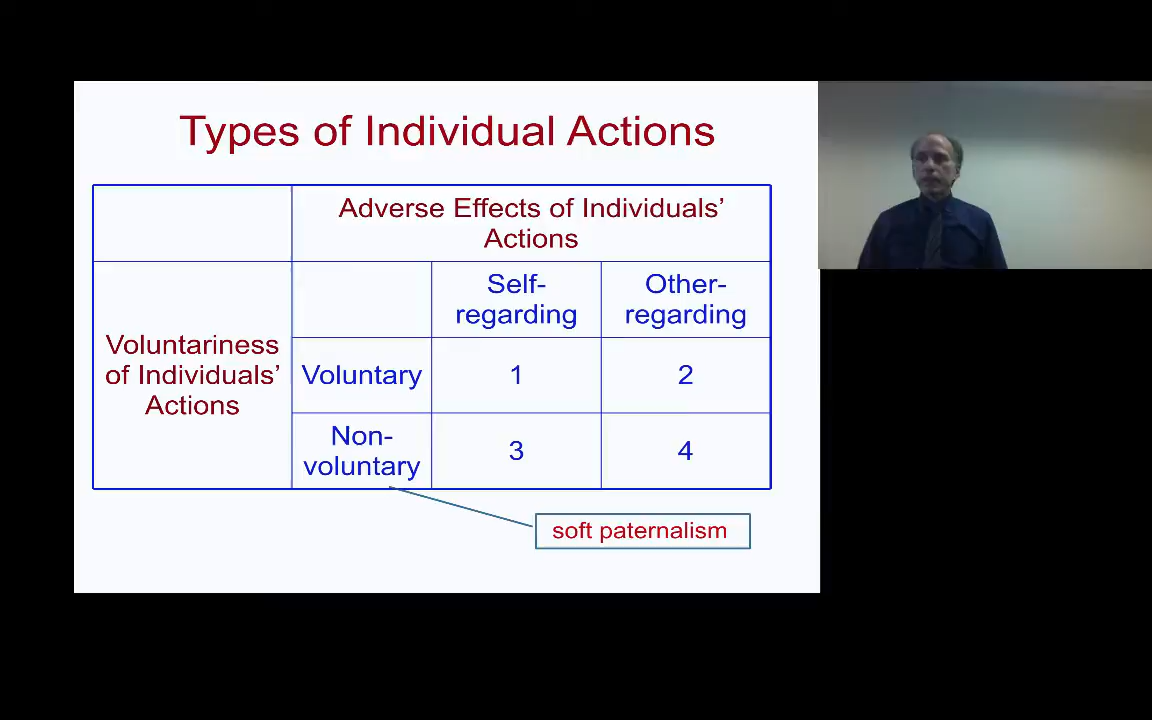 Types of Individual Actions
Adverse Effects of Individuals’
Actions
Self-
regarding
Other-
regarding
Voluntariness
of Individuals’
Actions
Voluntary
1
2
Non-
voluntary
3
4
soft paternalism